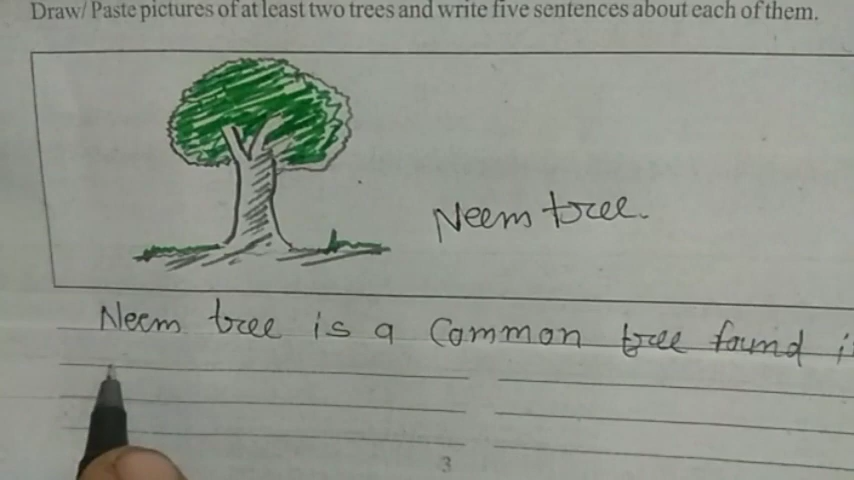 Draw/ Paste pictures of at least two trees and write five sentences about each of them.
Neem tree.
Neem tree is a Common tree found i
3